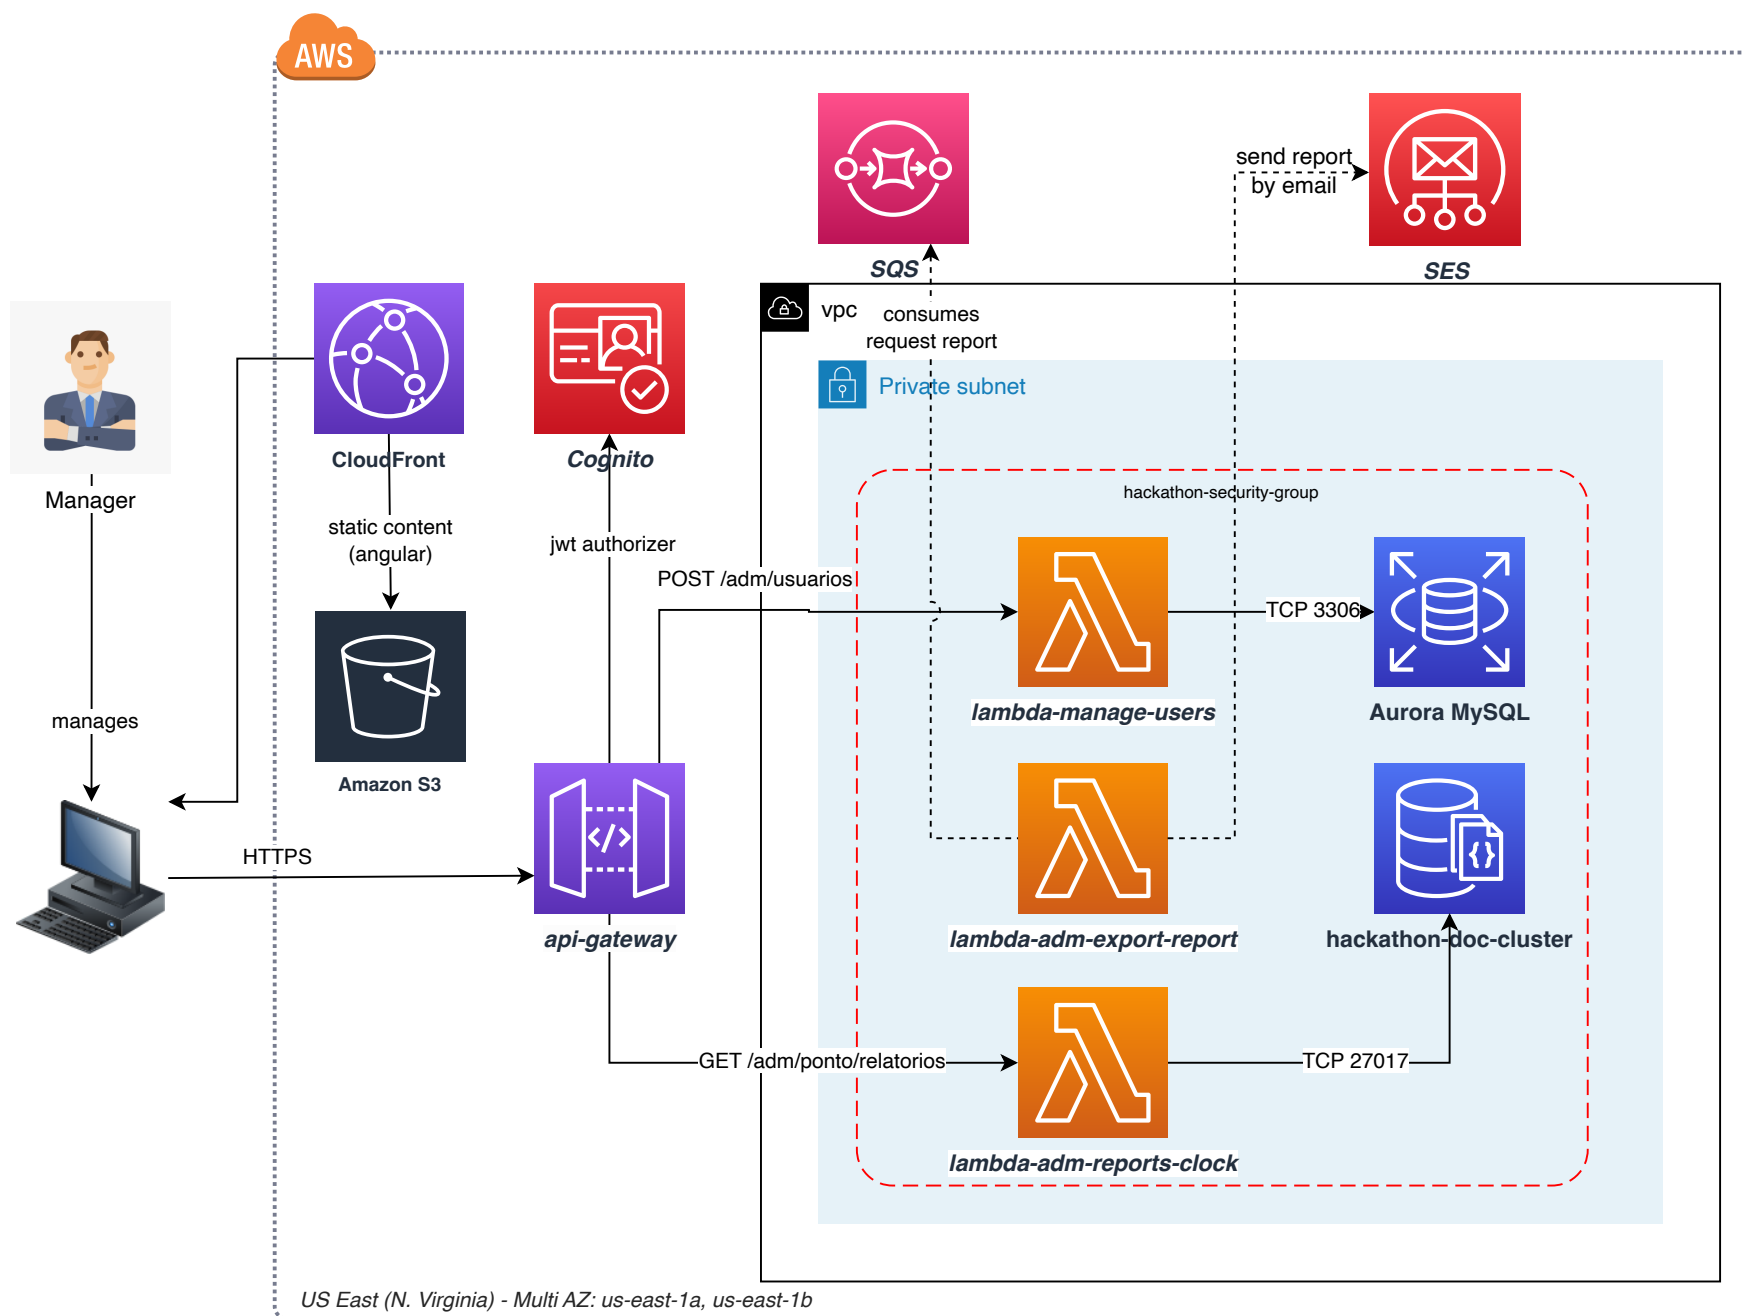 AWS
send report
by email
SQS
SES
vpc
consumes
request report
Private subnet
CloudFront
Cognito
Manager
hackathon-security-group
static content
(angular)
jwt authorizer
POST /adm/usuarios
TCP 3306
manages
lambda-manage-users
Aurora MySQL
Amazon S3
HTTPS
api-gateway
lambda-adm-export-report
hackathon-doc-cluster
GET /adm/ponto/relatorios
TCP 27017
lambda-adm-reports-clock
US East (N. Virginia) - Multi AZ: us-east-1a, us-east-1b